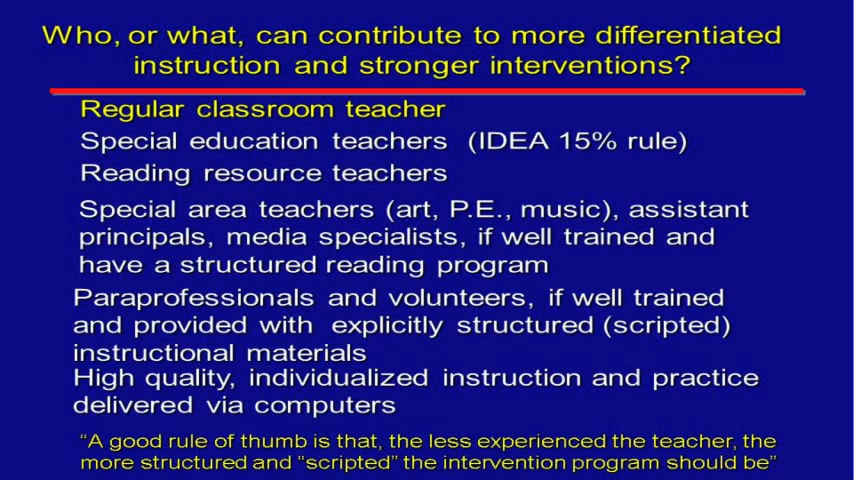 Who, or what, can contribute to more differentiated
instruction and stronger interventions?
Regular classroom teacher
Special education teachers (IDEA 15% rule)
Reading resource teachers
Special area teachers (art, P.E., music), assistant
principals, media specialists, if well trained and
have a structured reading program
Paraprofessionals and volunteers, if well trained
and provided with explicitly structured (scripted)
instructional materials
High quality, individualized instruction and practice
delivered via computers
“A good rule of thumb is that, the less experienced the teacher, the
more structured and “scripted” the intervention program should be”